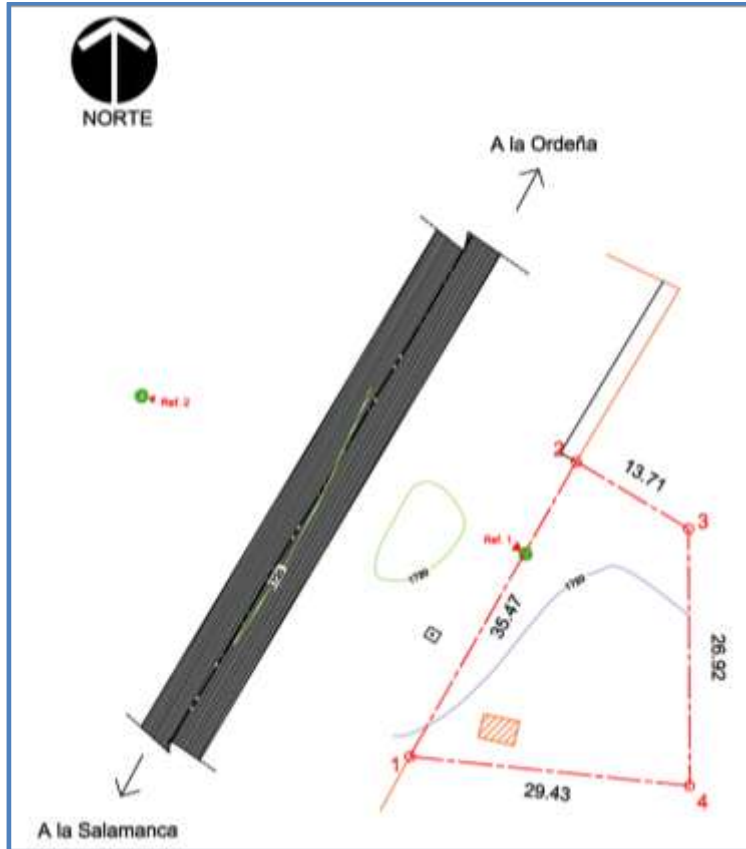 NORTE
A la Ordeña
Ref. 2
2
13.71
3
Ref. 1
35.47
26.92
1
29.43
4
A la Salamanca